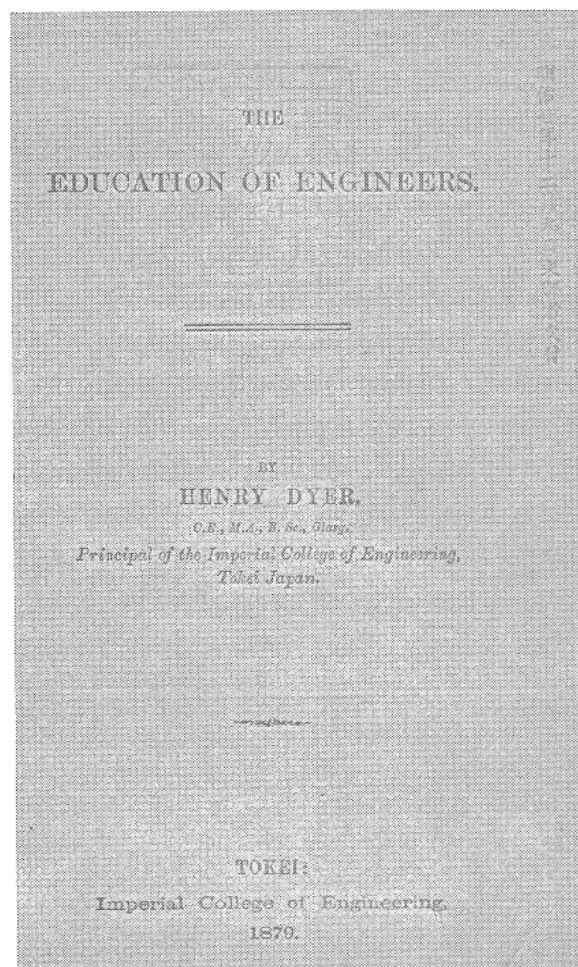 THE
EDUCATION OF ENGINEERS.
BY
HENRY DYER,
C.E., M.A., B. Sc., Glasg.
Principal of the Imperial College of Engineering,
Tokei Japan.
TOKEI:
Imperial College of Engineering,
1879.